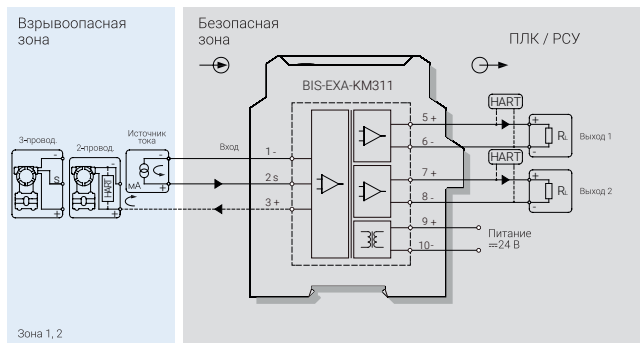 Взрывоопасная
зона
Безопасная
зона
ПЛК / РСУ
BIS-EXA-KM311
3-провод.
2-провод.
Источник
тока
Вход
1 -
2 s
3 +
5 +
6 -
7 +
8 -
9 +
10-
HART
HART
HART
S
мА
-
+
-
+
-
+
+
RL
-
Выход 1
+
RL
-
Выход 2
Питание
⎓24 В
Зона 1, 2